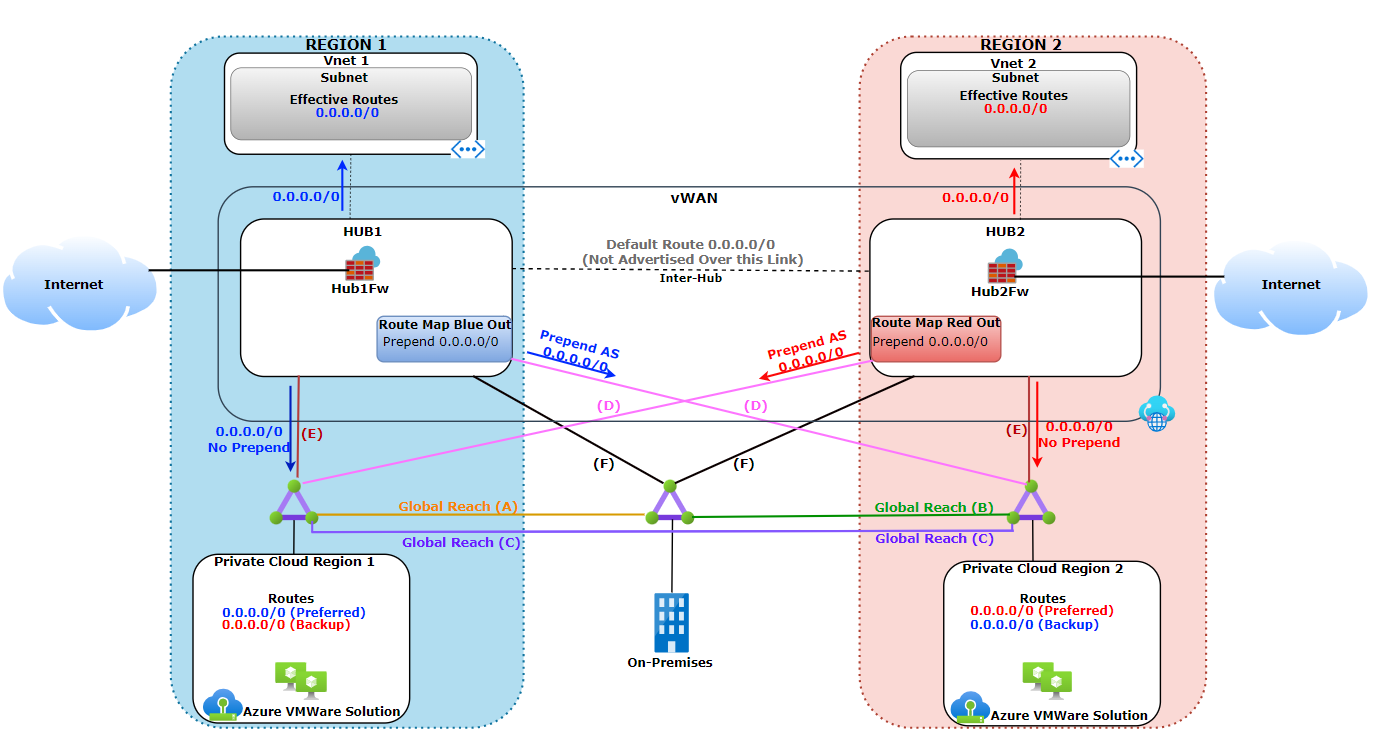 REGION 1
Vnet 1
Subnet
Effective Routes
0.0.0.0/0
REGION 2
Vnet 2
Subnet
Effective Routes
0.0.0.0/0
0.0.0.0/0
vWAN
0.0.0.0/0
HUB1
Hub1Fw
Internet
Default Route 0.0.0.0/0
(Not Advertised Over this Link)
Inter-Hub
HUB2
Hub2Fw
Internet
Route Map Blue Out
Prepend 0.0.0.0/0
Prepend AS
0.0.0.0/0
Prepend AS
0.0.0.0/0
Route Map Red Out
Prepend 0.0.0.0/0
(D)
(D)
0.0.0.0/0
No Prepend
(E)
(E)
0.0.0.0/0
No Prepend
(F)
(F)
Global Reach (A)
Global Reach (B)
Global Reach (C)
Global Reach (C)
Private Cloud Region 1
Routes
0.0.0.0/0 (Preferred)
0.0.0.0/0 (Backup)
Azure VMWare Solution
On-Premises
Private Cloud Region 2
Routes
0.0.0.0/0 (Preferred)
0.0.0.0/0 (Backup)
Azure VMWare Solution